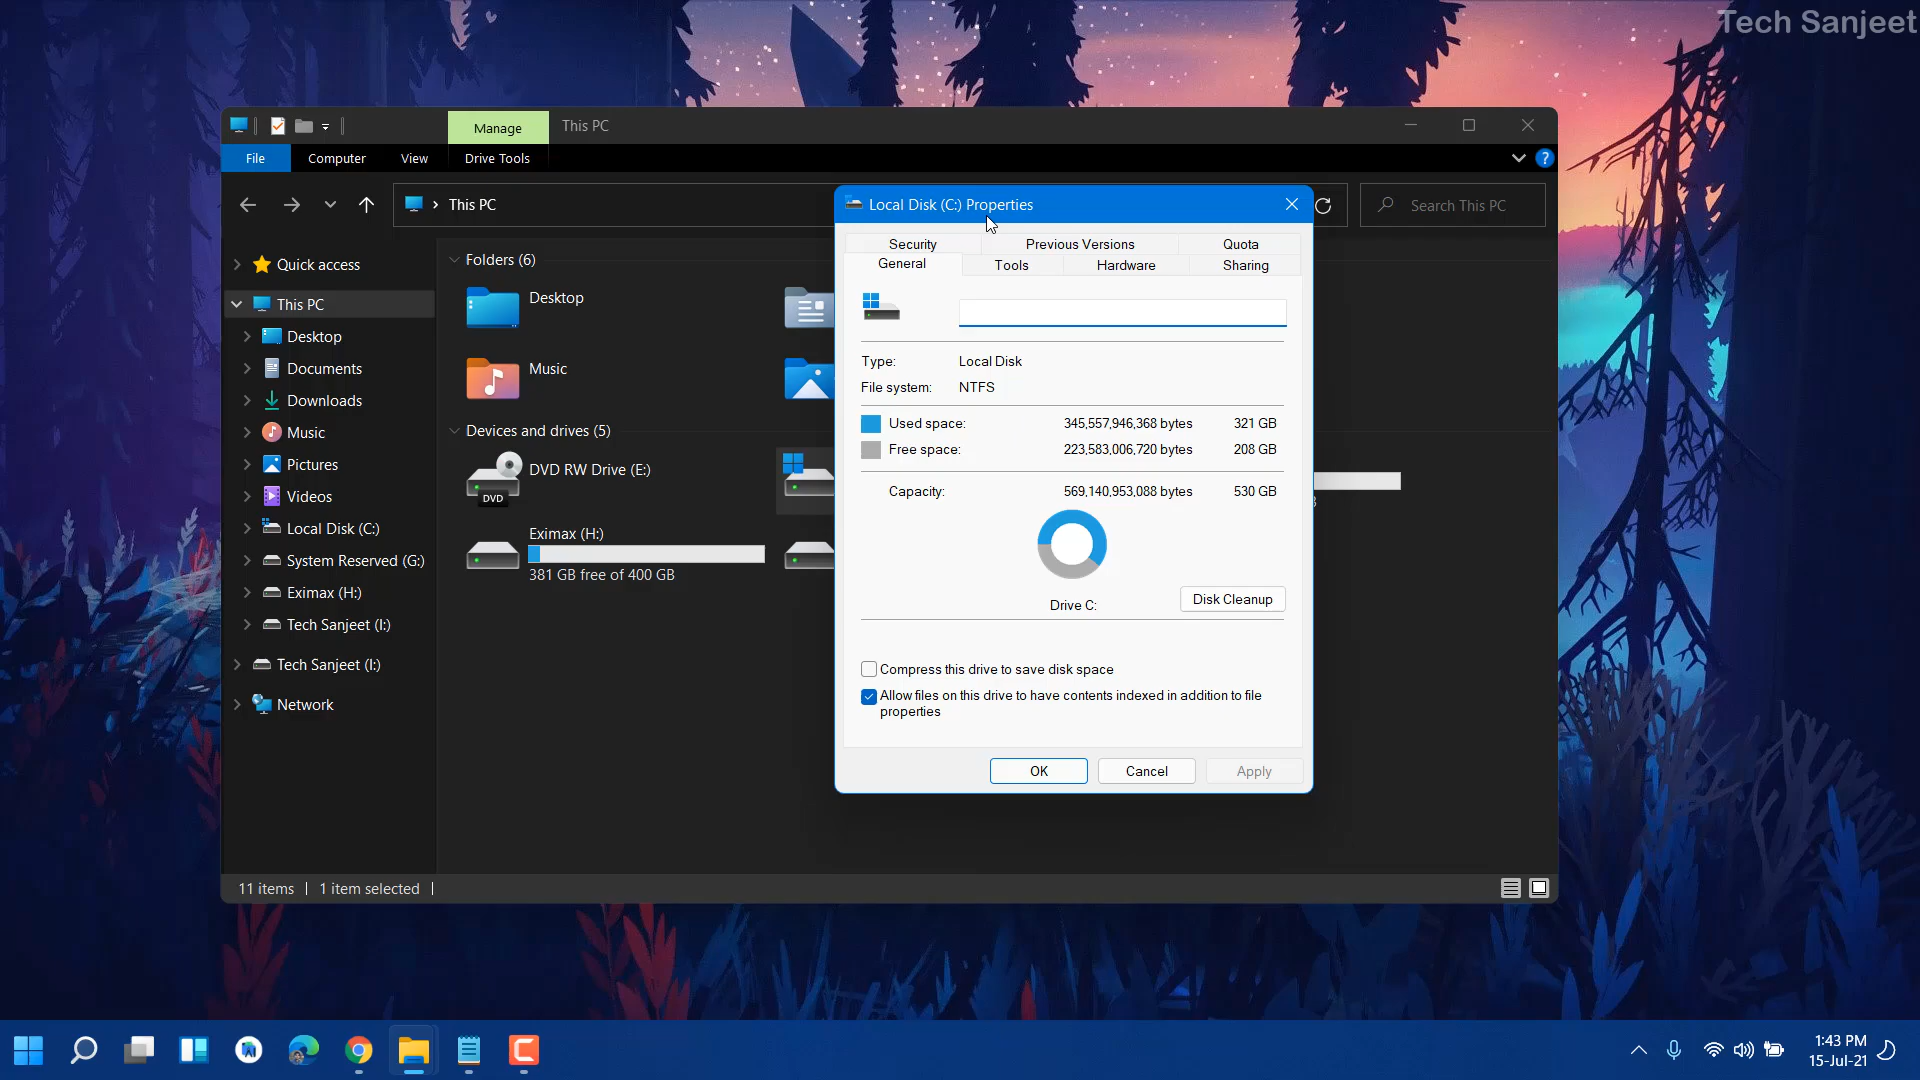 Tech Sanjeet
Manage
This PC
File
Computer
View
Drive Tools
?
This PC
Search This PC
Quick access
This PC
Desktop
Documents
Downloads
Music
Pictures
Videos
Local Disk (C:)
System Reserved (G:)
Eximax (H:)
Tech Sanjeet (I:)
Tech Sanjeet (I:)
Network
Folders (6)
Desktop
Music
Devices and drives (5)
DVD RW Drive (E:)
DVD
Eximax (H:)
381 GB free of 400 GB
Local Disk (C:) Properties
Security
Previous Versions
Quota
General
Tools
Hardware
Sharing
Type: Local Disk
File system: NTFS
Used space: 345,557,946,368 bytes 321 GB
Free space: 223,583,006,720 bytes 208 GB
Capacity: 569,140,953,088 bytes 530 GB
Drive C:
Disk Cleanup
Compress this drive to save disk space
Allow files on this drive to have contents indexed in addition to file
properties
OK
Cancel
Apply
11 items
1 item selected
1:43 PM
15-Jul-21